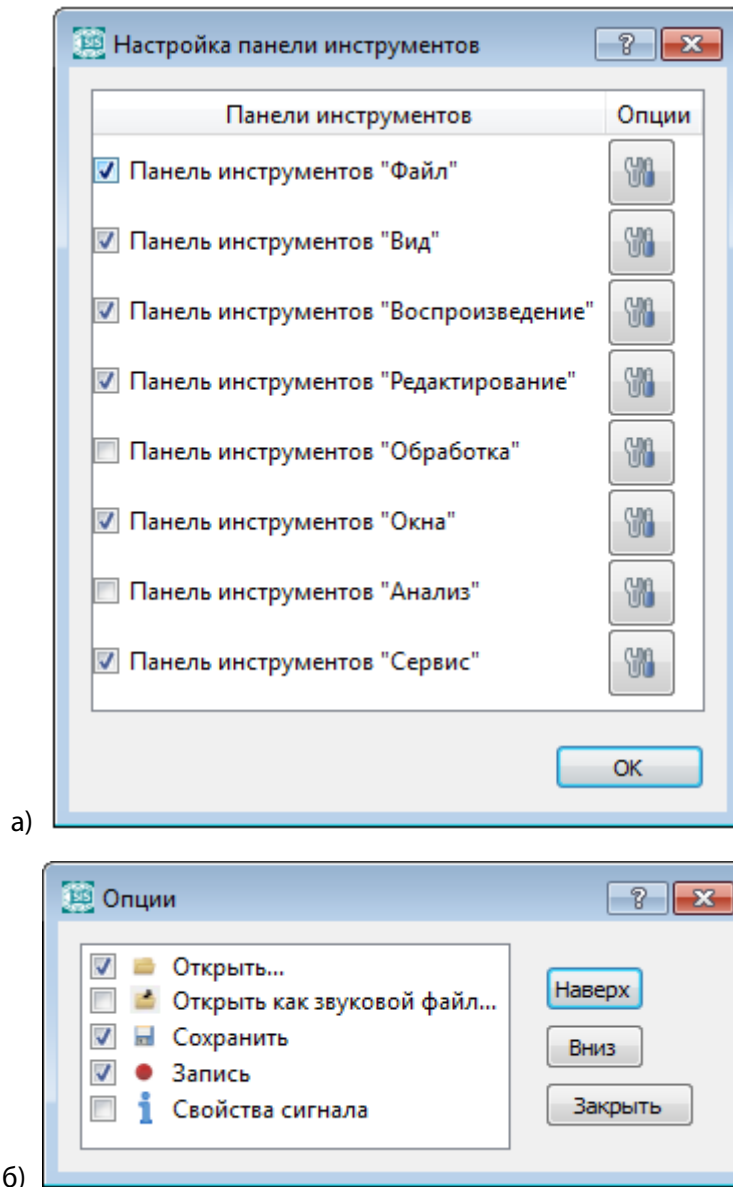 SIS Настройка панели инструментов ?
Панели инструментов Опции
Панель инструментов "Файл"
Панель инструментов "Вид"
Панель инструментов "Воспроизведение"
Панель инструментов "Редактирование"
Панель инструментов "Обработка"
Панель инструментов "Окна"
Панель инструментов "Анализ"
Панель инструментов "Сервис"
OK
а)
SIS Опции ?
Открыть...
Открыть как звуковой файл...
Сохранить
Запись
Свойства сигнала
Наверх
Вниз
Закрыть
б)